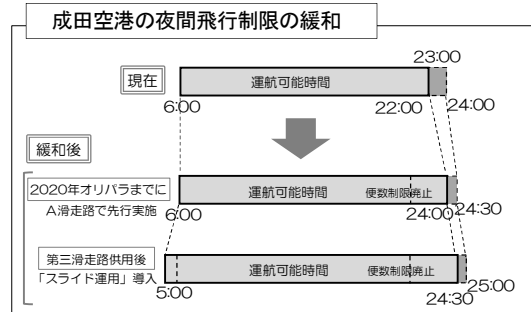 成田空港の夜間飛行制限の緩和
23:00
現在
運航可能時間
6:00
22:00
24:00
緩和後
2020年オリパラまでに
A滑走路で先行実施
運航可能時間
便数制限廃止
6:00
24:00
24:30
第三滑走路供用後
「スライド運用」導入
運航可能時間
便数制限廃止
5:00
24:30
25:00